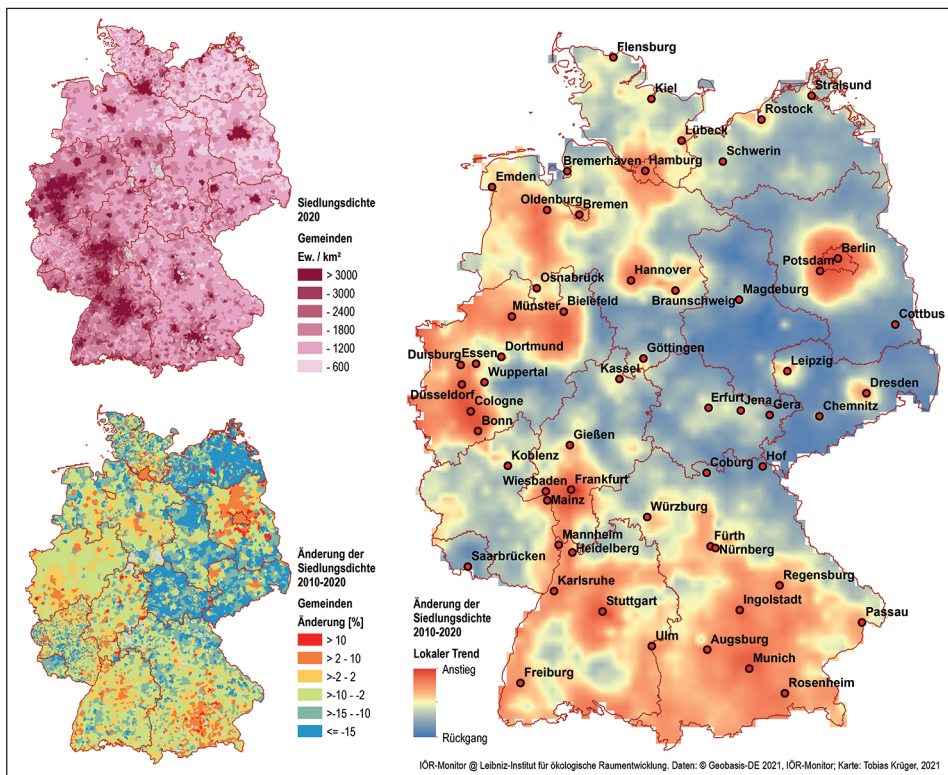 Siedlungsdichte
2020
Gemeinden
Ew. / km²
> 3000
- 3000
- 2400
- 1800
- 1200
- 600
Änderung der
Siedlungsdichte
2010-2020
Gemeinden
Änderung [%]
> 10
> 2 - 10
>-2 - 2
>-10 - -2
>-15 - -10
<= -15
Flensburg
Kiel
Stralsund
Rostock
Lübeck
Schwerin
Bremerhaven
Hamburg
Emden
Oldenburg
Bremen
Berlin
Potsdam
Hannover
Osnabrück
Braunschweig
Magdeburg
Münster
Bielefeld
Cottbus
Dortmund
Göttingen
Duisburg
Essen
Kassel
Leipzig
Wuppertal
Dresden
Düsseldorf
Erfurt
Jena
Gera
Chemnitz
Cologne
Bonn
Gießen
Koblenz
Coburg
Hof
Wiesbaden
Frankfurt
Mainz
Würzburg
Mannheim
Fürth
Heidelberg
Nürnberg
Saarbrücken
Karlsruhe
Regensburg
Stuttgart
Ingolstadt
Passau
Ulm
Augsburg
Munich
Freiburg
Rosenheim
Änderung der
Siedlungsdichte
2010-2020
Lokaler Trend
Anstieg
Rückgang
IÖR-Monitor @ Leibniz-Institut für ökologische Raumentwicklung. Daten: © Geobasis-DE 2021, IÖR-Monitor; Karte: Tobias Krüger, 2021